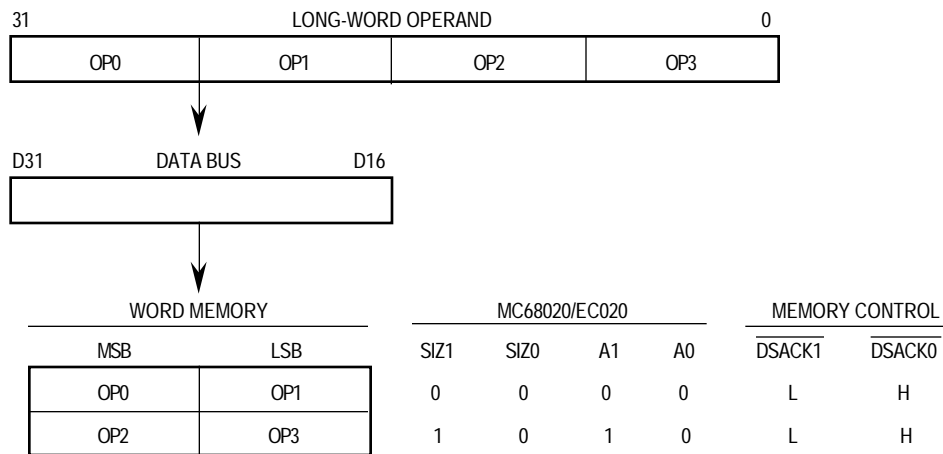 31 LONG-WORD OPERAND 0
OP0 OP1 OP2 OP3
D31 DATA BUS D16
WORD MEMORY MC68020/EC020 MEMORY CONTROL
MSB LSB SIZ1 SIZ0 A1 A0 DSACK1 DSACK0
OP0 OP1 0 0 0 0 L H
OP2 OP3 1 0 1 0 L H